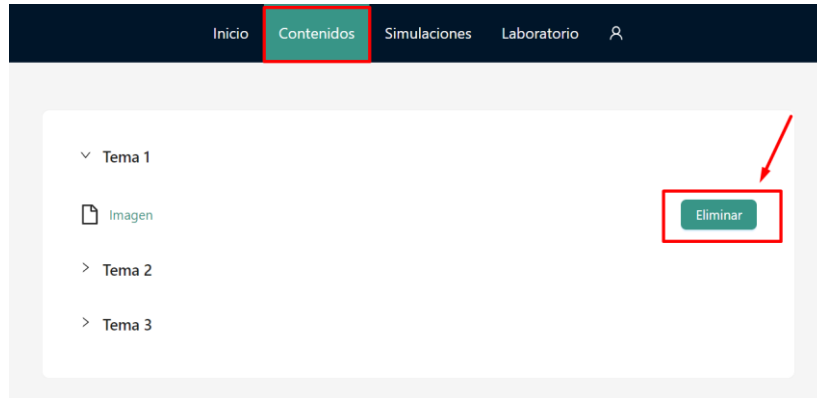 Inicio Contenidos Simulaciones Laboratorio
Tema 1
Imagen Eliminar
Tema 2
Tema 3